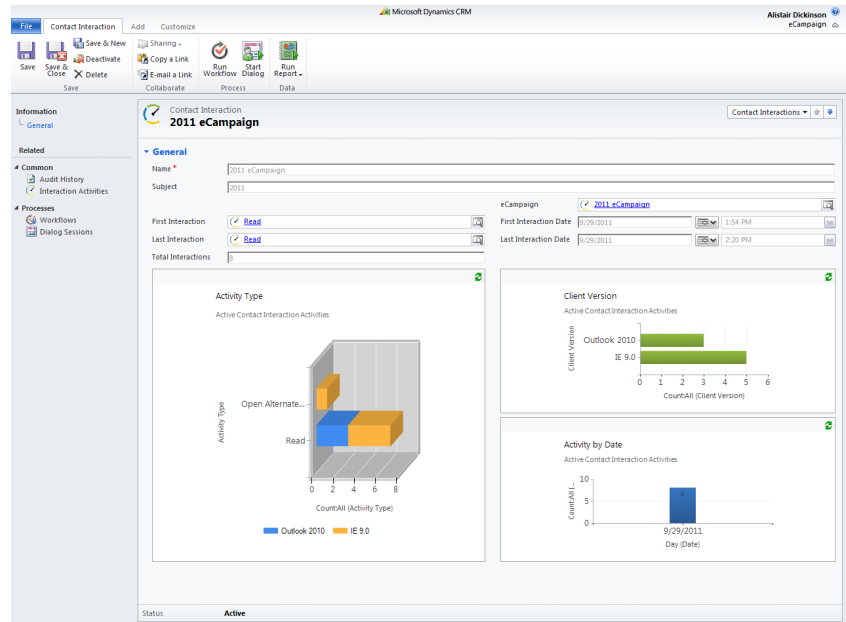 Microsoft Dynamics CRM
Alistair Dickinson
eCampaign
File Contact Interaction Add Customize
Save
Save & Close
Save & New
Deactivate
Delete
Save
Sharing
Copy a Link
E-mail a Link
Collaborate
Run Workflow
Start Dialog
Process
Run Report
Data
Information
General
Related
Common
Audit History
Interaction Activities
Processes
Workflows
Dialog Sessions
Contact Interaction
2011 eCampaign
Contact Interactions
General
Name *
2011 eCampaign
Subject
2011
eCampaign
2011 eCampaign
First Interaction
Read
First Interaction Date
9/29/2011
1:54 PM
Last Interaction
Read
Last Interaction Date
9/29/2011
2:20 PM
Total Interactions
8
Activity Type
Active Contact Interaction Activities
Activity Type
Open Alternate...
Read
0 2 4 6 8
Count:All (Activity Type)
Outlook 2010 IE 9.0
Client Version
Active Contact Interaction Activities
Client Version
Outlook 2010
IE 9.0
0 1 2 3 4 5 6
Count:All (Client Version)
Activity by Date
Active Contact Interaction Activities
Count:All (...
10
5
0
8
9/29/2011
Day (Date)
Status Active